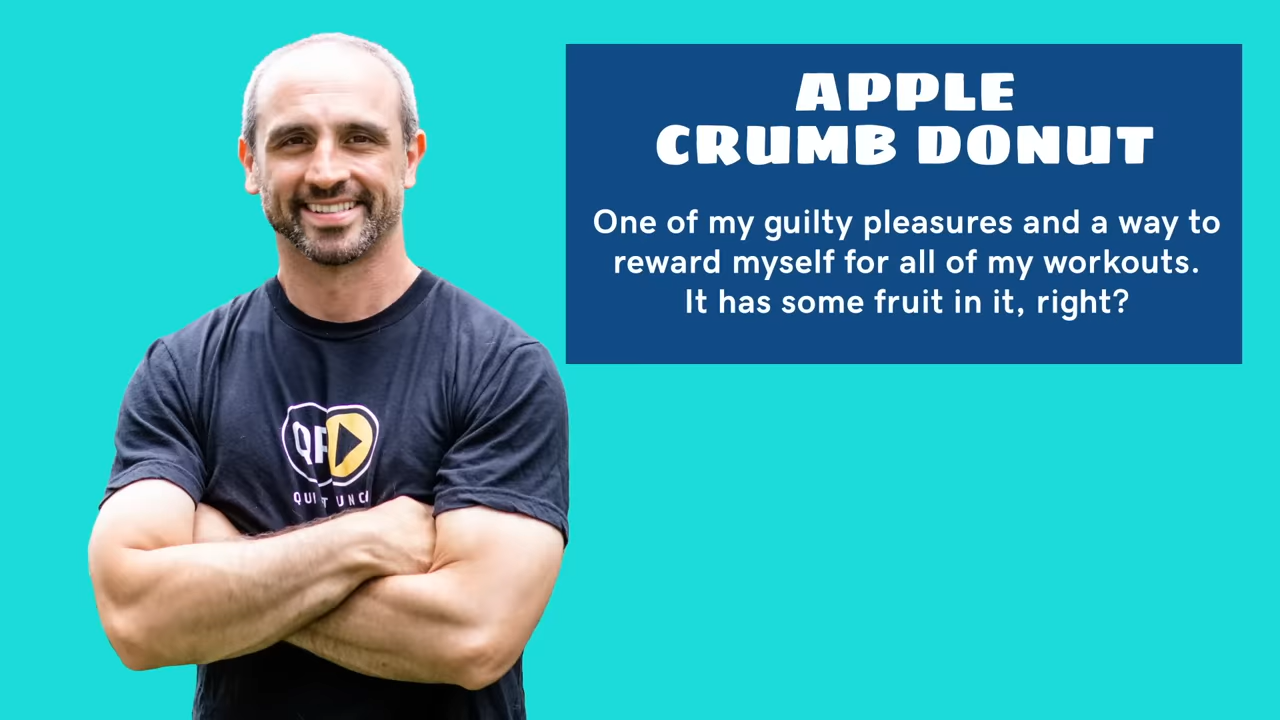 APPLE
CRUMB DONUT
One of my guilty pleasures and a way to
reward myself for all of my workouts.
It has some fruit in it, right?